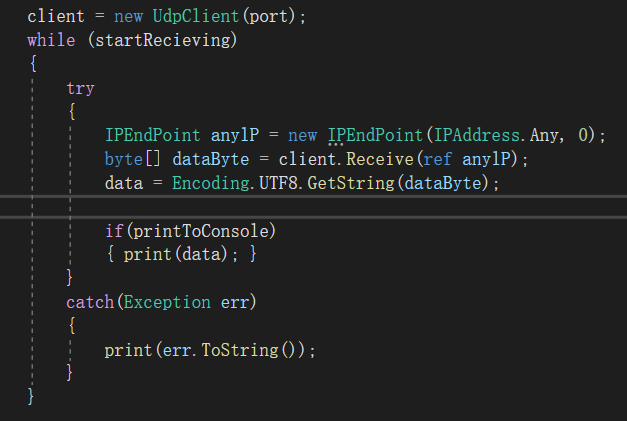 client = new UdpClient(port);
while (startRecieving)
{
try
{
IPEndPoint anylP = new IPEndPoint(IPAddress.Any, 0);
byte[] dataByte = client.Receive(ref anylP);
data = Encoding.UTF8.GetString(dataByte);
if(printToConsole)
{ print(data); }
}
catch(Exception err)
{
print(err.ToString());
}
}